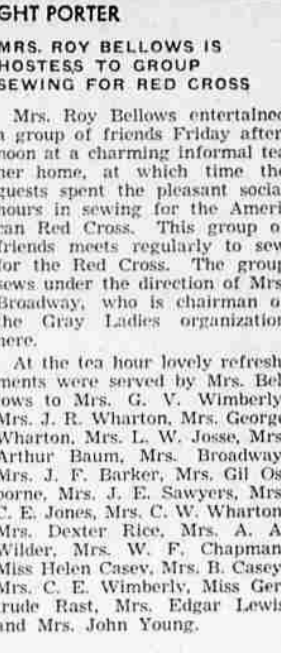 GHT PORTER
MRS. ROY BELLOWS IS
HOSTESS TO GROUP
SEWING FOR RED CROSS
Mrs. Roy Bellows entertained
a group of friends Friday after
noon at a charming informal tea
her home, at which time the
guests spent the pleasant social
hours in sewing for the Ameri
can Red Cross. This group of
friends meets regularly to sew
for the Red Cross. The group
sews under the direction of Mrs.
Broadway, who is chairman of
the Gray Ladies organization
here.
At the tea hour lovely refresh
ments were served by Mrs. Bel
lows to Mrs. G. V. Wimberly
Mrs. J. R. Wharton, Mrs. George
Wharton, Mrs. L. W. Josse, Mrs
Arthur Baum, Mrs. Broadway
Mrs. J. F. Barker, Mrs. Gil Os
borne, Mrs. J. E. Sawyers, Mrs
C. E. Jones, Mrs. C. W. Wharton
Mrs. Dexter Rice, Mrs. A. A
Wilder, Mrs. W. F. Chapman
Miss Helen Casey, Mrs. B. Casey
Mrs. C. E. Wimberly, Miss Ger
trude Rast, Mrs. Edgar Lewis
and Mrs. John Young.